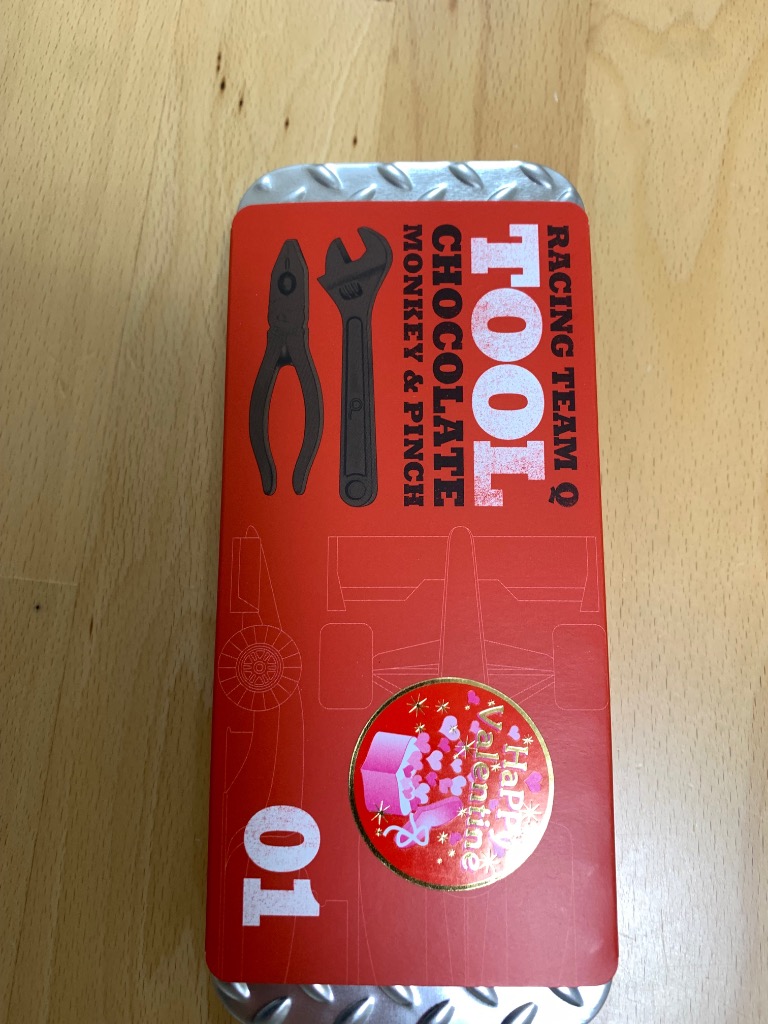 RACING TEAM Q
TOOL
CHOCOLATE
MONKEY & PINCH
P
Happy
Valentine
01